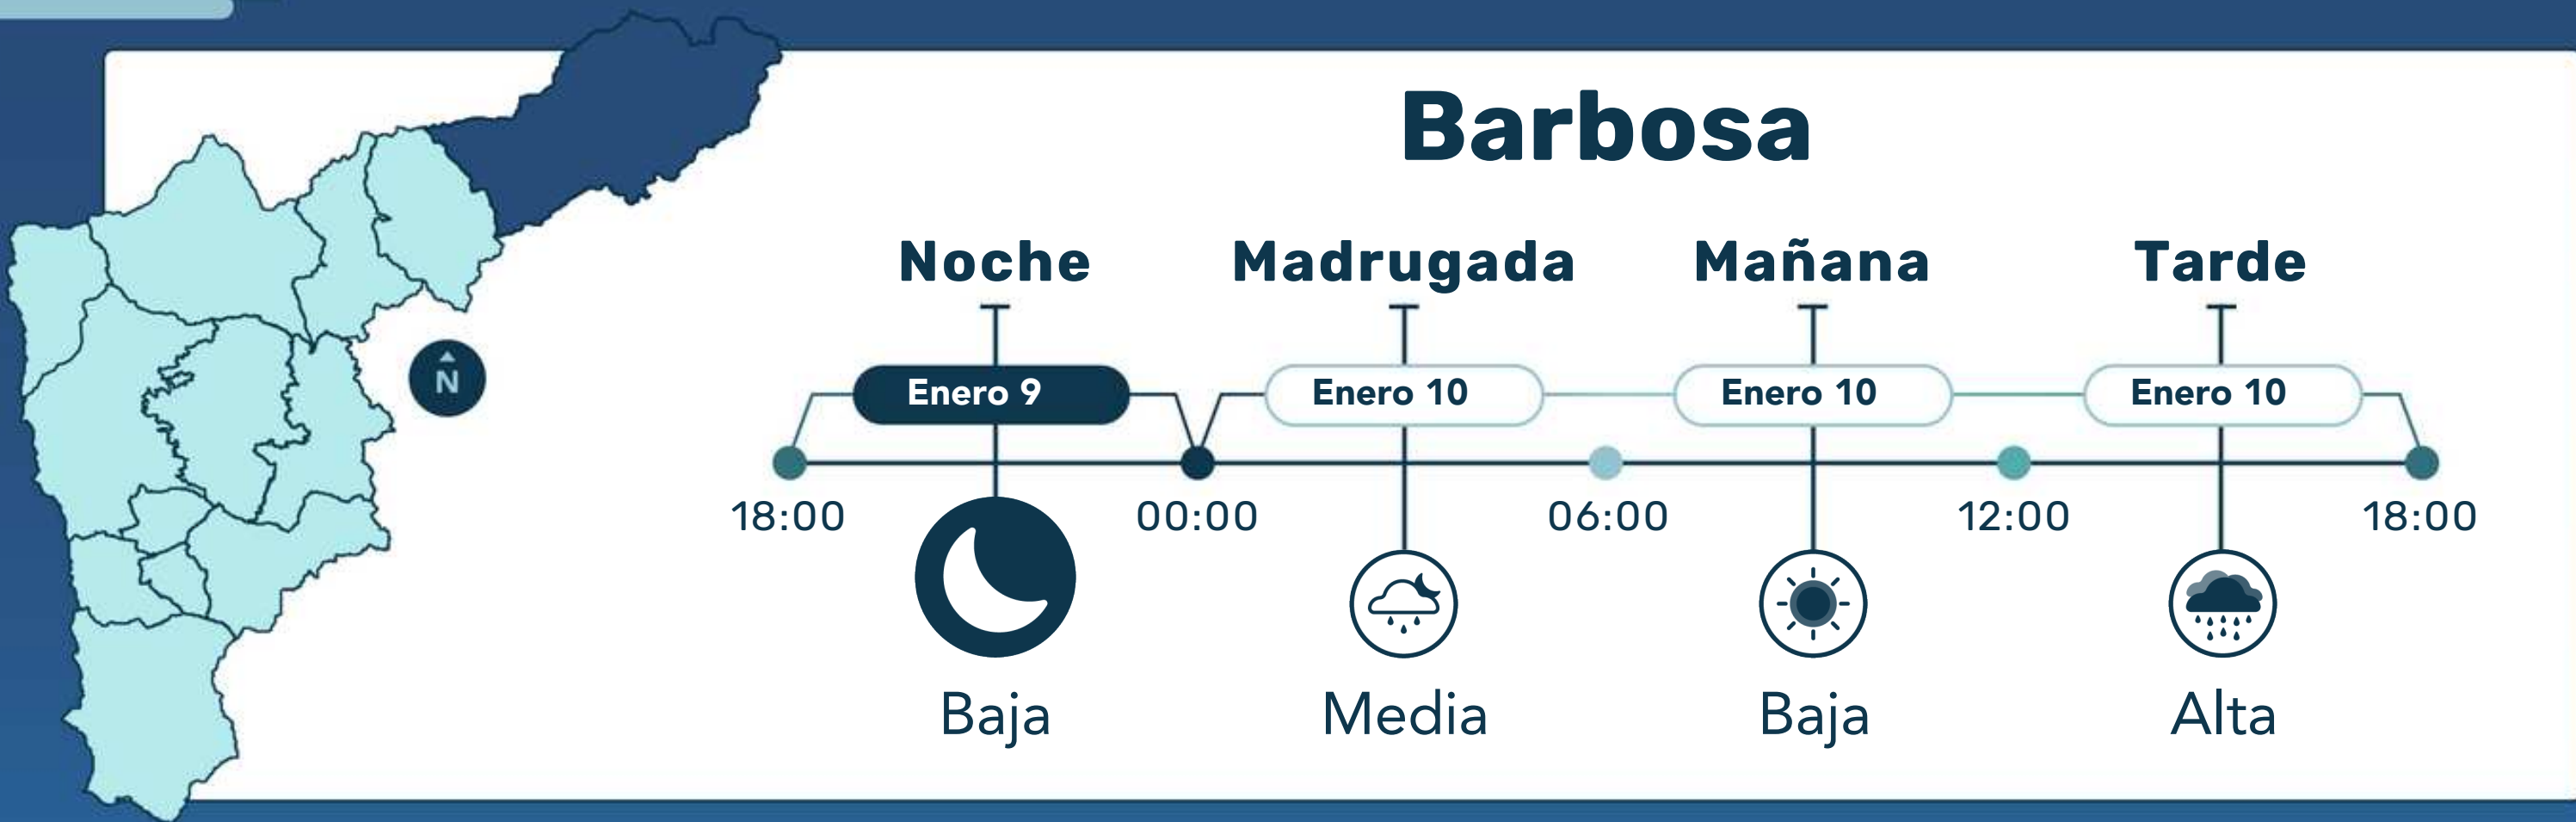 Barbosa
Noche
Madrugada
Mañana
Tarde
Enero 9
Enero 10
Enero 10
Enero 10
N
18:00
00:00
06:00
12:00
18:00
Baja
Media
Baja
Alta